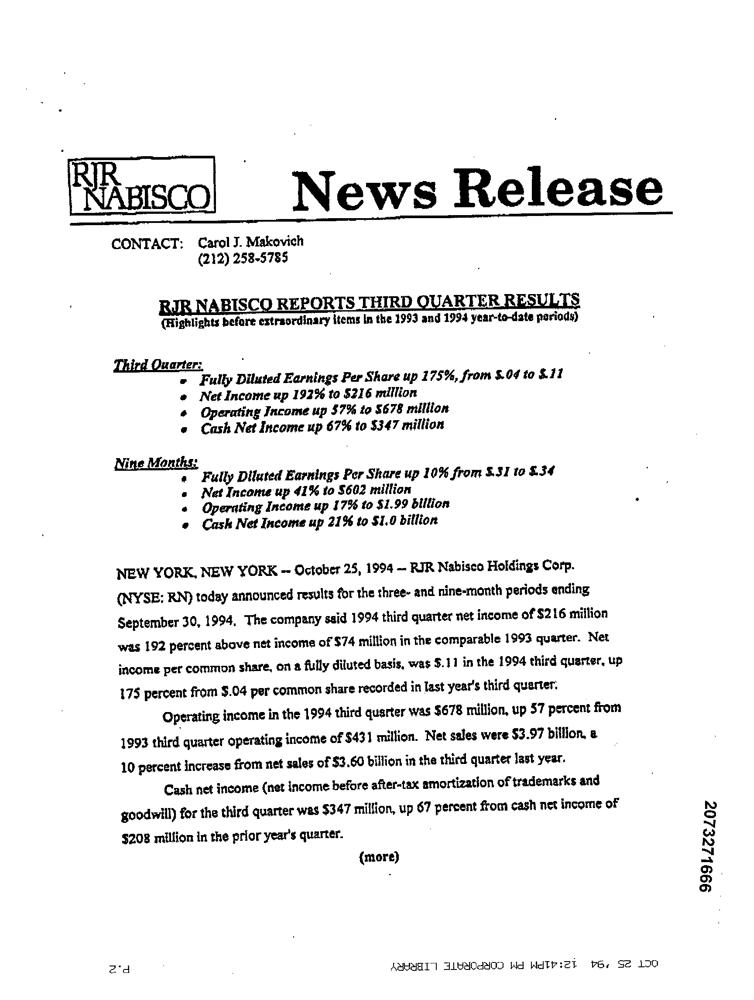 RJR
NABISCO
News Release
CONTACT: Carol J. Makovich
(212) 258-5785
RJR NABISCO REPORTS THIRD QUARTER RESULTS
(Highlights before extraordinary items in the 1993 and 1994 year-to-date periods)
Third Quarter:
• Fully Diluted Earnings Per Share up 175%, from $.04 to $.11
• Net Income up 192% to $216 million
• Operating Income up 57% to $678 million
• Cash Net Income up 67% to $347 million
Nine Months:
• Fully Diluted Earnings Per Share up 10% from $.31 to $.34
• Net Income up 41% to $602 million
• Operating Income up 17% to $1.99 billion
• Cash Net Income up 21% to $1.0 billion
NEW YORK, NEW YORK -- October 25, 1994 -- RJR Nabisco Holdings Corp.
(NYSE: RN) today announced results for the three- and nine-month periods ending
September 30, 1994. The company said 1994 third quarter net income of $216 million
was 192 percent above net income of $74 million in the comparable 1993 quarter. Net
income per common share, on a fully diluted basis, was $.11 in the 1994 third quarter, up
175 percent from $.04 per common share recorded in last year's third quarter.
Operating income in the 1994 third quarter was $678 million, up 57 percent from
1993 third quarter operating income of $431 million. Net sales were $3.97 billion, a
10 percent increase from net sales of $3.60 billion in the third quarter last year.
Cash net income (net income before after-tax amortization of trademarks and
goodwill) for the third quarter was $347 million, up 67 percent from cash net income of
$208 million in the prior year's quarter.
(more)
2073271666
OCT 25 '94 12:41PM PM CORPORATE LIBRARY
P.2